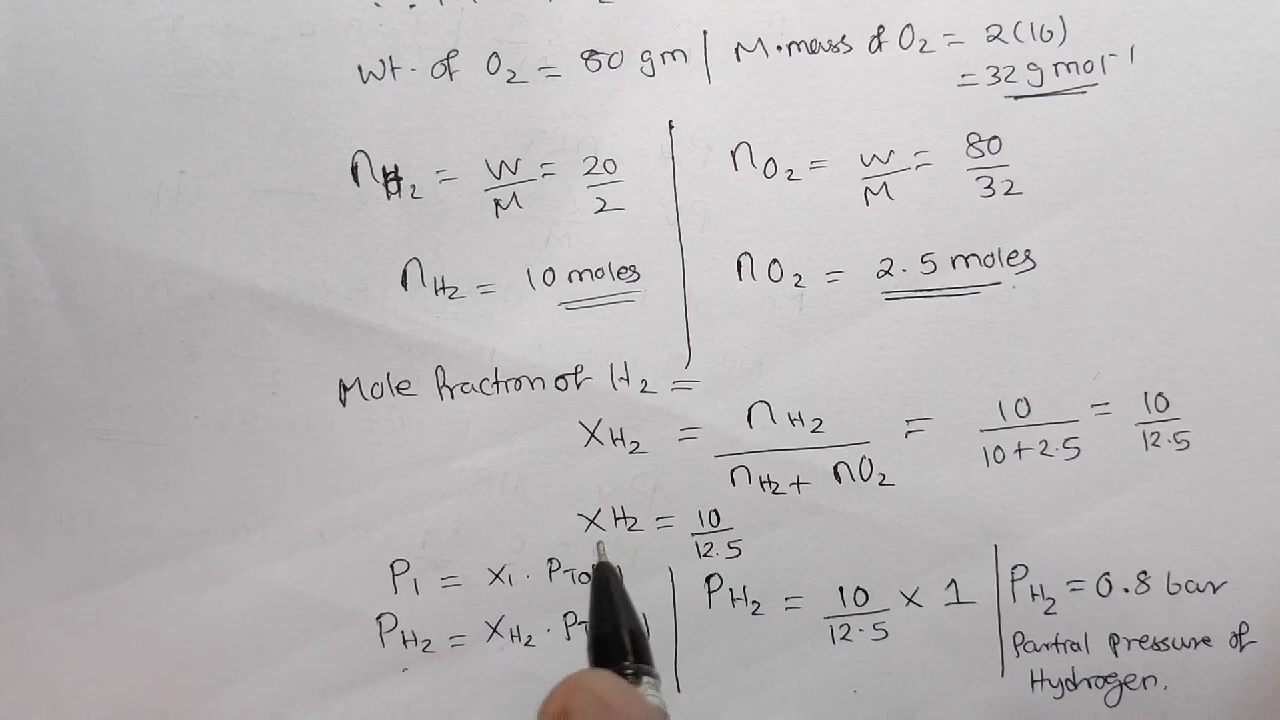 Wt. of O2 = 80 gm | M.mass of O2 = 2(16)
= 32 g mol-1
nH2 = W/M = 20/2
nH2 = 10 moles
nO2 = W/M = 80/32
nO2 = 2.5 moles
Mole fraction of H2 =
XH2 = nH2/nH2 + nO2 = 10/10+2.5 = 10/12.5
XH2 = 10/12.5
P1 = X1 .
PH2 = XH2 .
PH2 = 10/12.5 x 1
PH2 = 0.8 bar
Partial pressure of
Hydrogen.